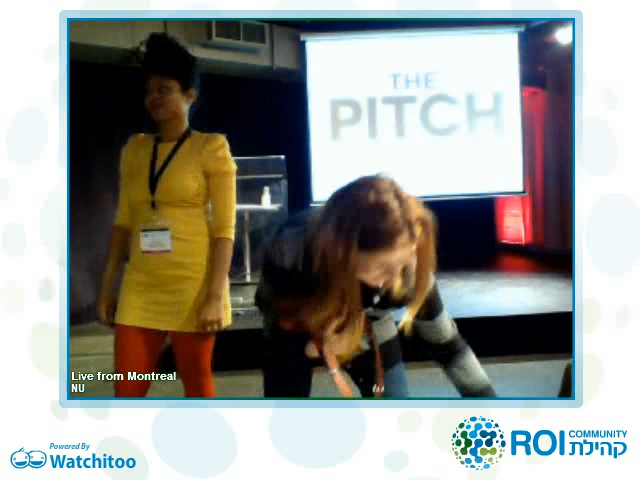 THE
PITCH
Live from Montreal
NU
Powered By
Watchitoo
ROI COMMUNITY
קהילת